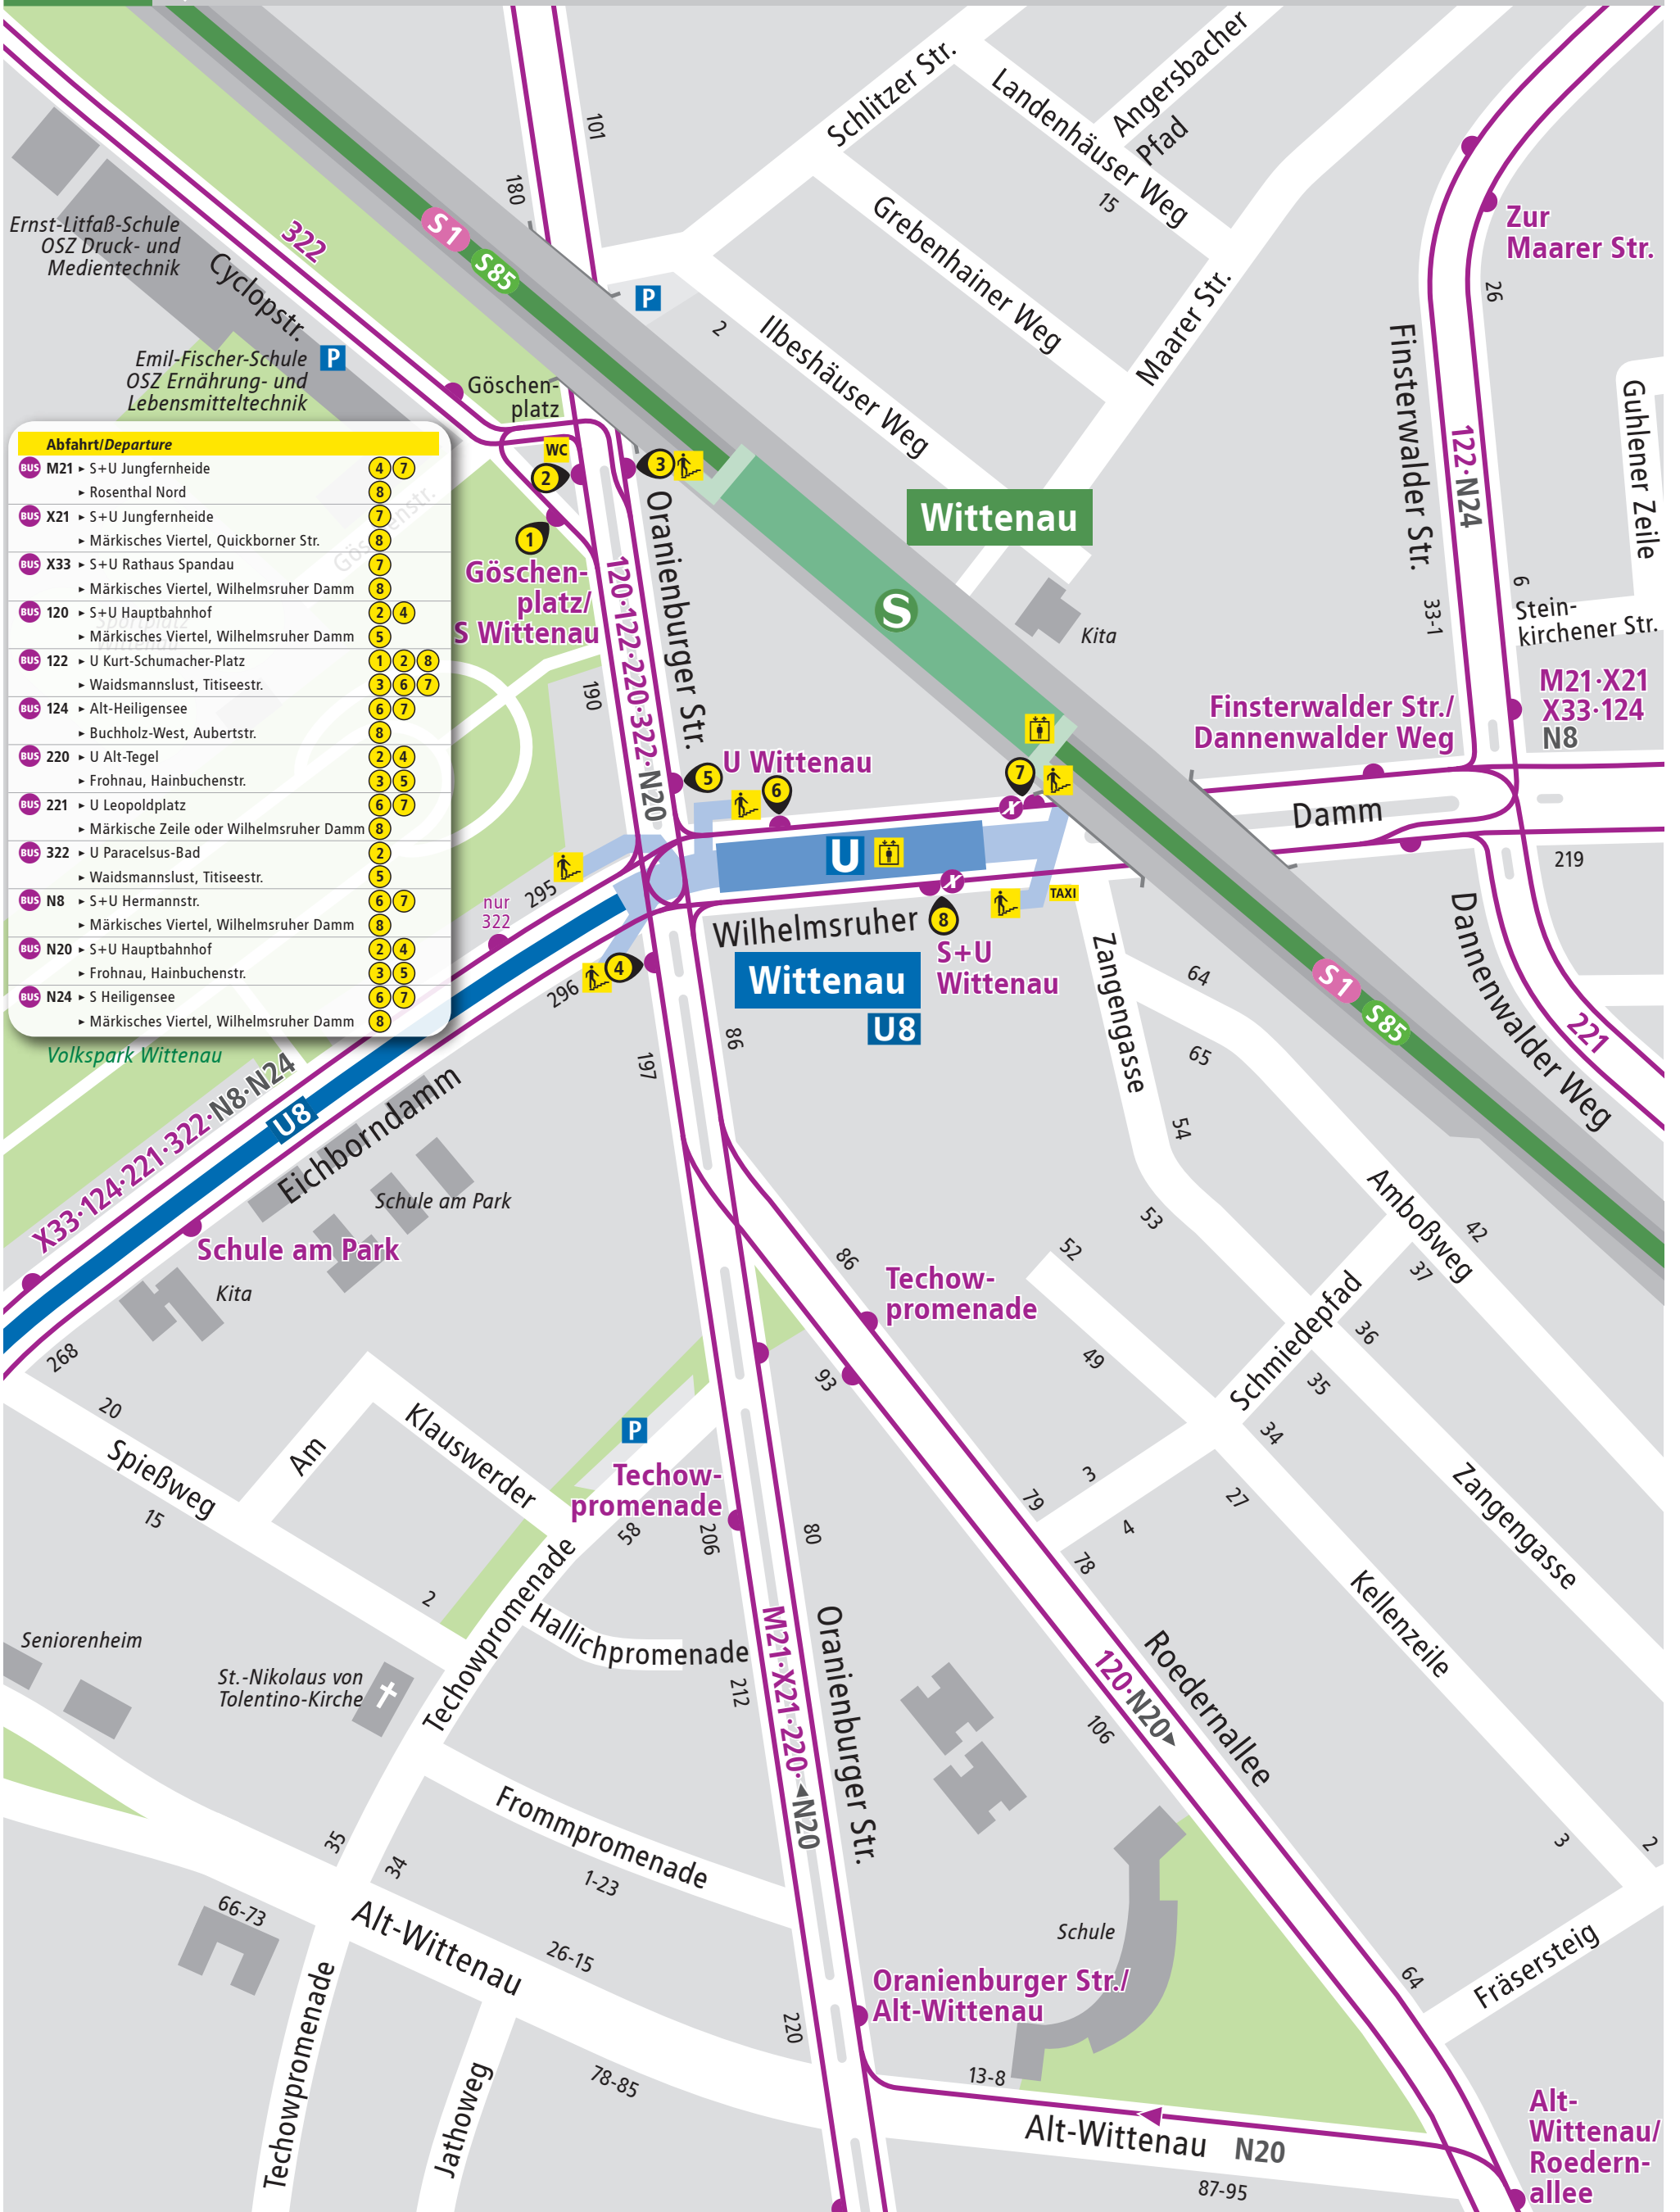 101
180
Schlitzer Str.
Landenhäuser Weg
Angersbacher
Pfad
15
Zur
Maarer Str.
26
Ernst-Litfaß-Schule
OSZ Druck- und
Medientechnik
322
Cyclopstr.
S1
S85
P
2
Grebenhainer Weg
Ilbeshäuser Weg
Maarer Str.
Finsterwalder Str.
122·N24
Guhlener Zeile
Emil-Fischer-Schule
OSZ Ernährung- und
Lebensmitteltechnik
P
Göschen-
platz
WC
2
3
1
Göschen-
platz/
S Wittenau
Oranienburger Str.
120·122·220·322·N20
190
Wittenau
S
Kita
33-1
6
Stein-
kirchener Str.
M21·X21
X33·124
N8
Finsterwalder Str./
Dannenwalder Weg
Abfahrt/Departure
BUS M21 ▸ S+U Jungfernheide 4 7
▸ Rosenthal Nord 8
BUS X21 ▸ S+U Jungfernheide 7
▸ Märkisches Viertel, Quickborner Str. 8
BUS X33 ▸ S+U Rathaus Spandau 7
▸ Märkisches Viertel, Wilhelmsruher Damm 8
BUS 120 ▸ S+U Hauptbahnhof 2 4
▸ Märkisches Viertel, Wilhelmsruher Damm 5
BUS 122 ▸ U Kurt-Schumacher-Platz 1 2 8
▸ Waidsmannslust, Titiseestr. 3 6 7
BUS 124 ▸ Alt-Heiligensee 6 7
▸ Buchholz-West, Aubertstr. 8
BUS 220 ▸ U Alt-Tegel 2 4
▸ Frohnau, Hainbuchenstr. 3 5
BUS 221 ▸ U Leopoldplatz 6 7
▸ Märkische Zeile oder Wilhelmsruher Damm 8
BUS 322 ▸ U Paracelsus-Bad 2
▸ Waidsmannslust, Titiseestr. 5
BUS N8 ▸ S+U Hermannstr. 6 7
▸ Märkisches Viertel, Wilhelmsruher Damm 8
BUS N20 ▸ S+U Hauptbahnhof 2 4
▸ Frohnau, Hainbuchenstr. 3 5
BUS N24 ▸ S Heiligensee 6 7
▸ Märkisches Viertel, Wilhelmsruher Damm 8
Sportplatz
Wittenau
5
U Wittenau
6
7
x
Damm
219
U
295
nur
322
x
TAXI
Wilhelmsruher
8
S+U
Wittenau
4
296
Wittenau
U8
Zangengasse
64
65
S1
S85
Dannenwalder Weg
221
Volkspark Wittenau
X33·124·221·322·N8·N24
U8
Eichborndamm
197
86
54
Schule am Park
Schule am Park
Kita
53
52
Amboßweg
42
37
86
Techow-
promenade
93
49
Schmiedepfad
36
35
34
27
268
20
Spießweg
15
Am
Klauswerder
P
Techow-
promenade
58
206
80
79
3
4
78
Zangengasse
Kellenzeile
2
Techowpromenade
Hallichpromenade
Seniorenheim
St.-Nikolaus von
Tolentino-Kirche
212
M21·X21·220·◂N20
Oranienburger Str.
Roedernallee
120·N20▸
106
3
2
Frommpromenade
1-23
35
34
66-73
Alt-Wittenau
26-15
Schule
Oranienburger Str./
Alt-Wittenau
64
Fräsersteig
Techowpromenade
220
78-85
Jathoweg
13-8
Alt-Wittenau N20
87-95
Alt-
Wittenau/
Roedern-
allee